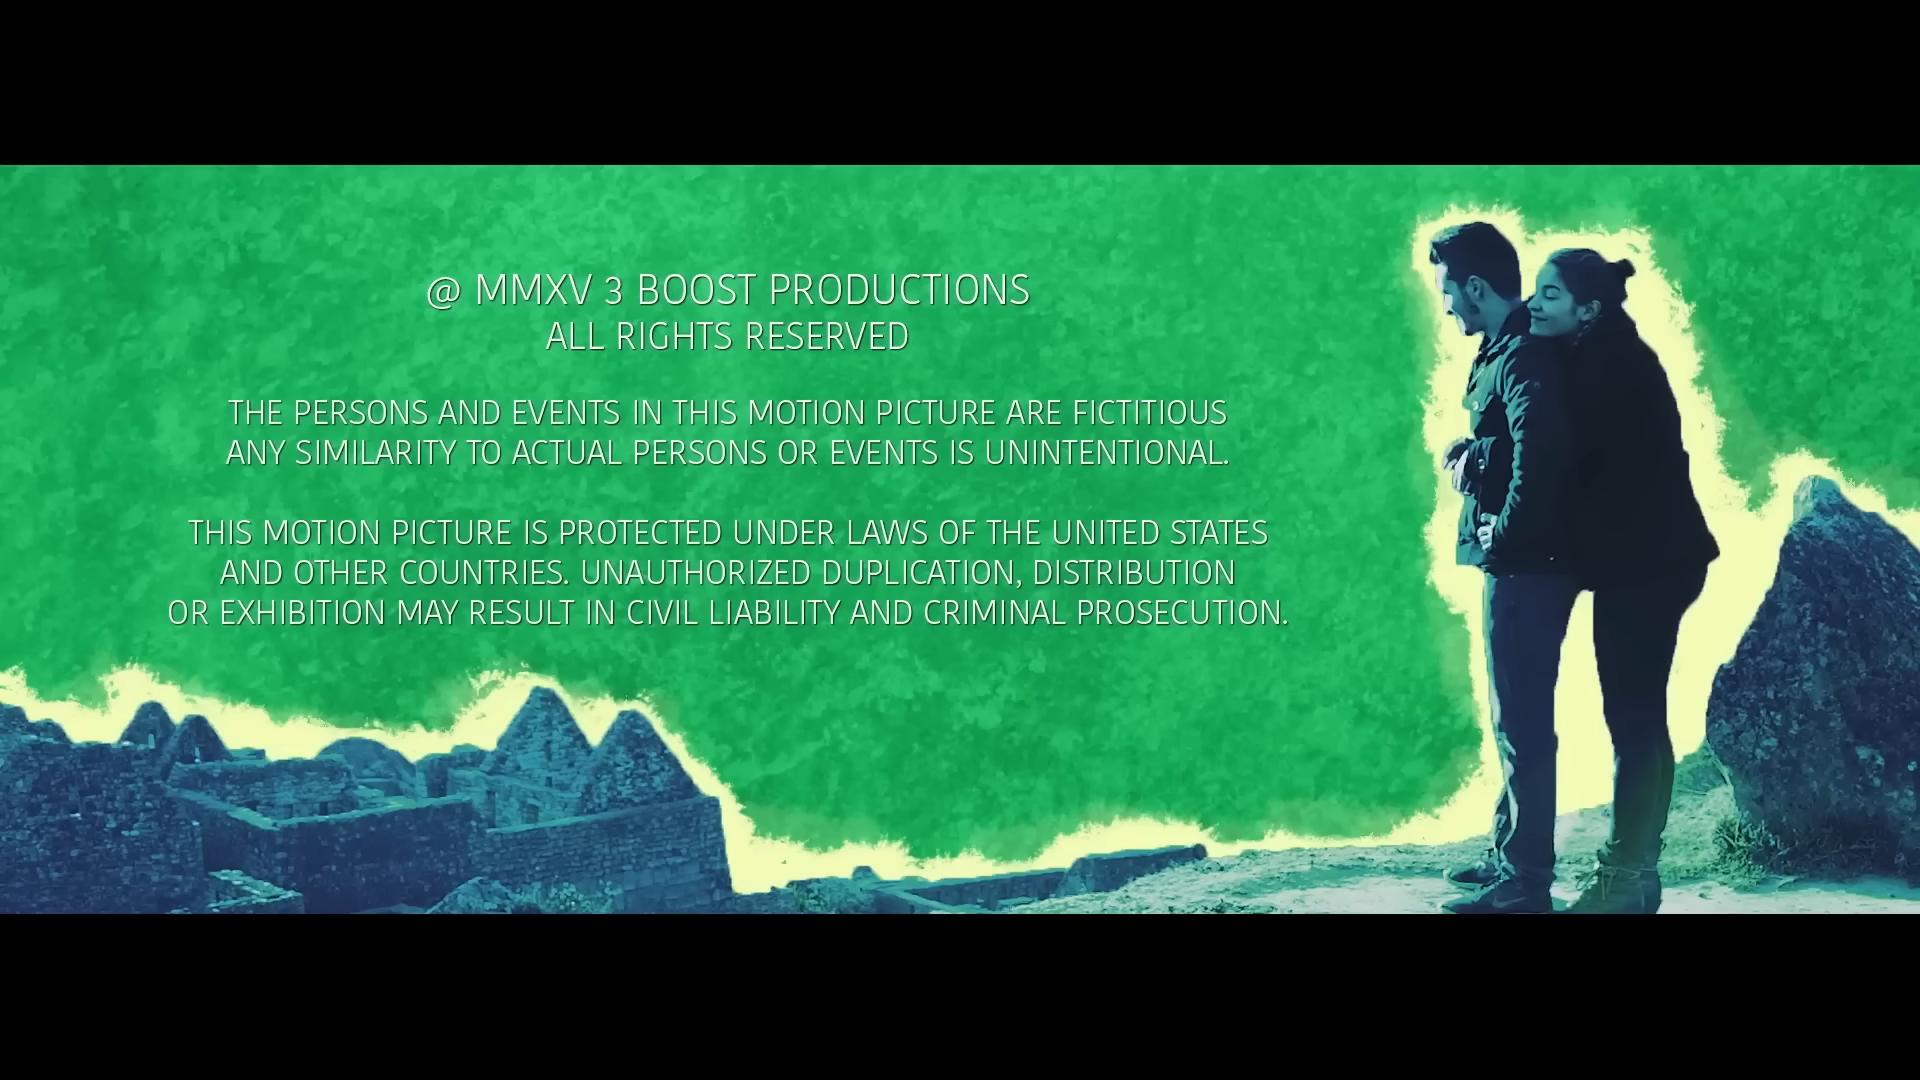 @ MMXV 3 BOOST PRODUCTIONS
ALL RIGHTS RESERVED
THE PERSONS AND EVENTS IN THIS MOTION PICTURE ARE FICTITIOUS
ANY SIMILARITY TO ACTUAL PERSONS OR EVENTS IS UNINTENTIONAL.
THIS MOTION PICTURE IS PROTECTED UNDER LAWS OF THE UNITED STATES
AND OTHER COUNTRIES. UNAUTHORIZED DUPLICATION, DISTRIBUTION
OR EXHIBITION MAY RESULT IN CIVIL LIABILITY AND CRIMINAL PROSECUTION.